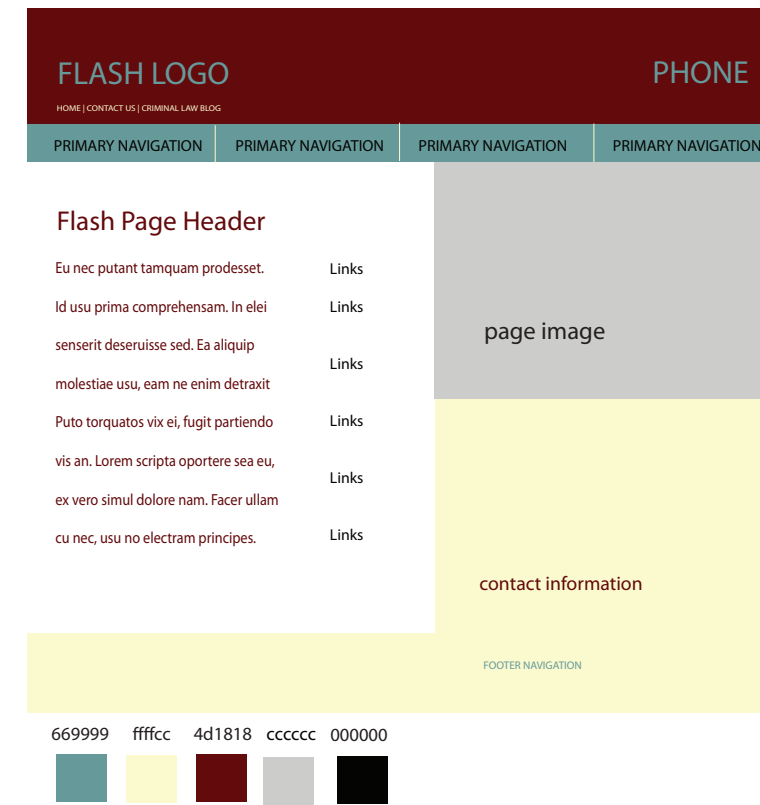 FLASH LOGO
PHONE
HOME | CONTACT US | CRIMINAL LAW BLOG
PRIMARY NAVIGATION PRIMARY NAVIGATION PRIMARY NAVIGATION PRIMARY NAVIGATION
Flash Page Header
Eu nec putant tamquam prodesset.
Id usu prima comprehensam. In elei
senserit deseruisse sed. Ea aliquip
molestiae usu, eam ne enim detraxit
Puto torquatos vix ei, fugit partiendo
vis an. Lorem scripta oportere sea eu,
ex vero simul dolore nam. Facer ullam
cu nec, usu no electram principes.
Links
Links
Links
Links
Links
Links
page image
contact information
FOOTER NAVIGATION
669999 ffffcc 4d1818 cccccc 000000